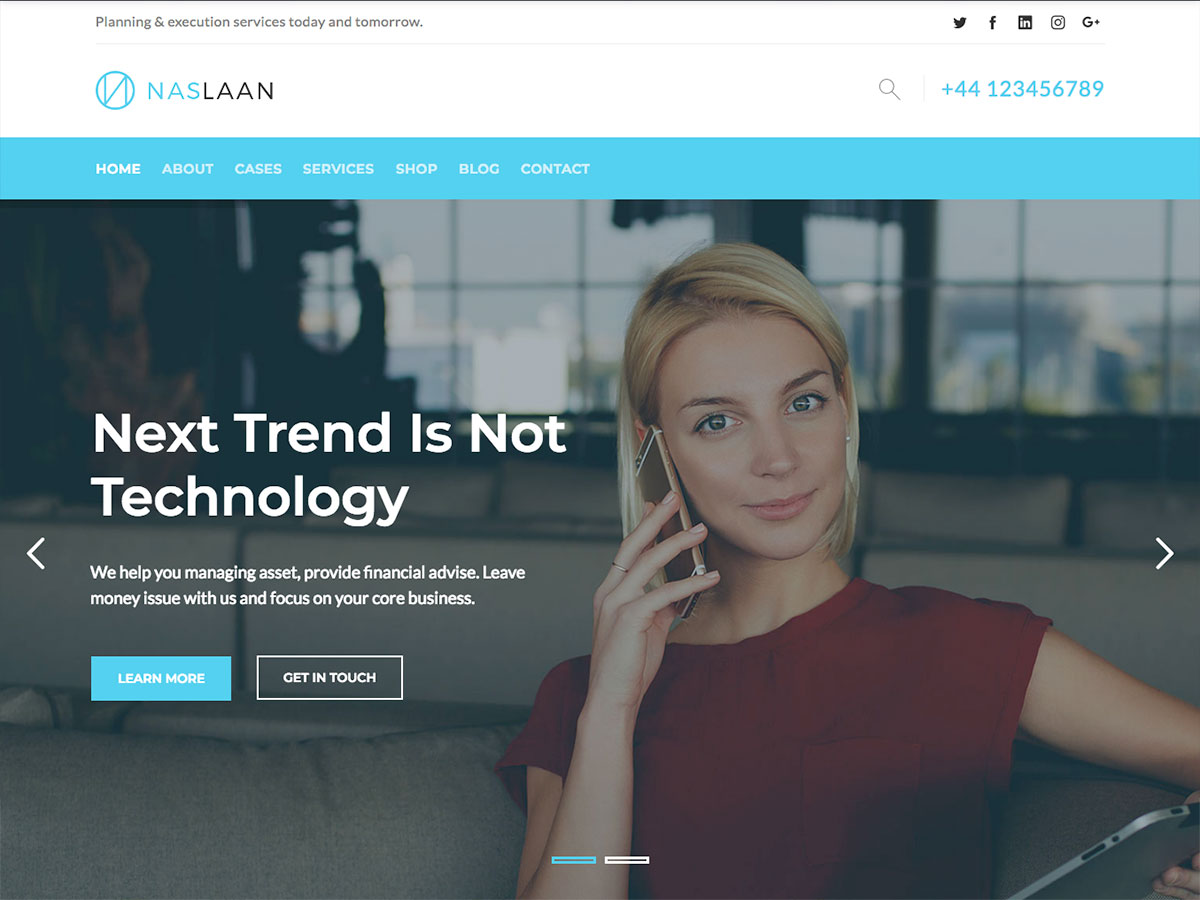 Planning & execution services today and tomorrow.
G+
NASLAAN
+44 123456789
HOME ABOUT CASES SERVICES SHOP BLOG CONTACT
Next Trend Is Not
Technology
We help you managing asset, provide financial advise. Leave
money issue with us and focus on your core business.
LEARN MORE GET IN TOUCH